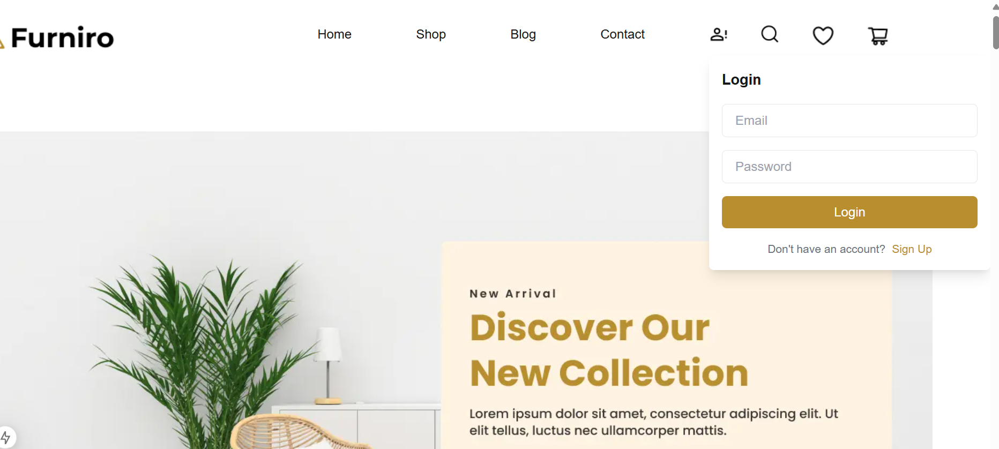 Furniro
Home
Shop
Blog
Contact
Login
Email
Password
Login
Don't have an account? Sign Up
New Arrival
Discover Our
New Collection
Lorem ipsum dolor sit amet, consectetur adipiscing elit. Ut
elit tellus, luctus nec ullamcorper mattis.